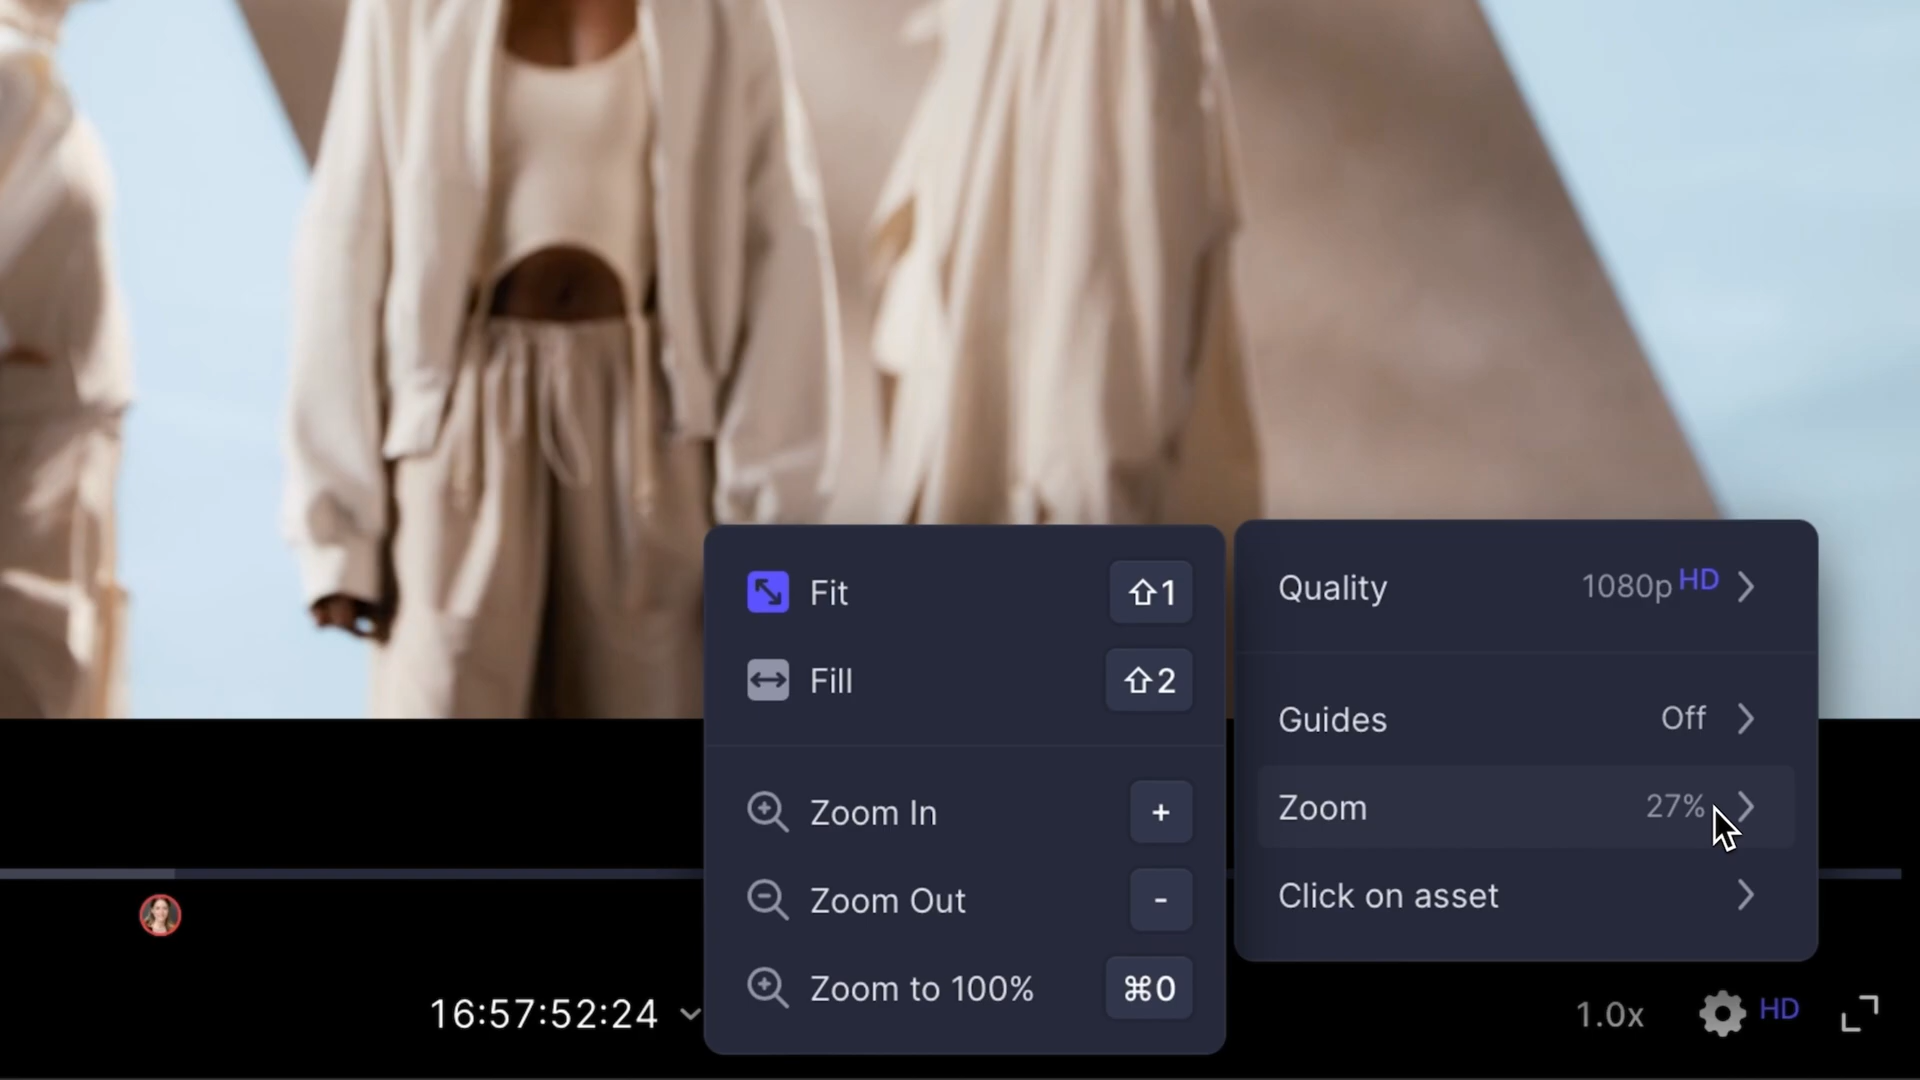 Fit ⇧1
Fill ⇧2
Zoom In +
Zoom Out -
Zoom to 100% ⌘0
Quality 1080p HD
Guides Off
Zoom 27%
Click on asset
16:57:52:24
1.0x HD